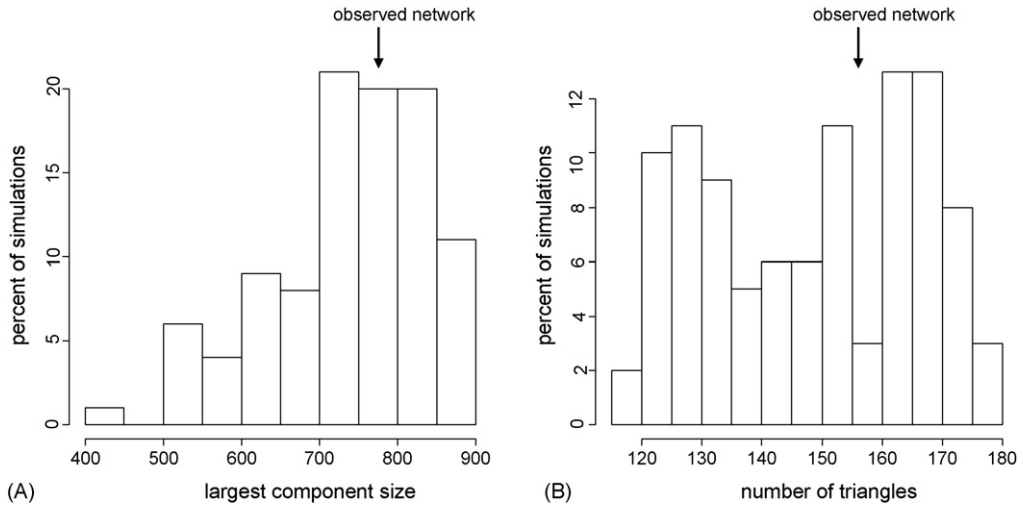 observed network
percent of simulations
20
15
10
5
0
400 500 600 700 800 900
(A) largest component size
observed network
percent of simulations
12
10
8
6
4
2
0
120 130 140 150 160 170 180
(B) number of triangles